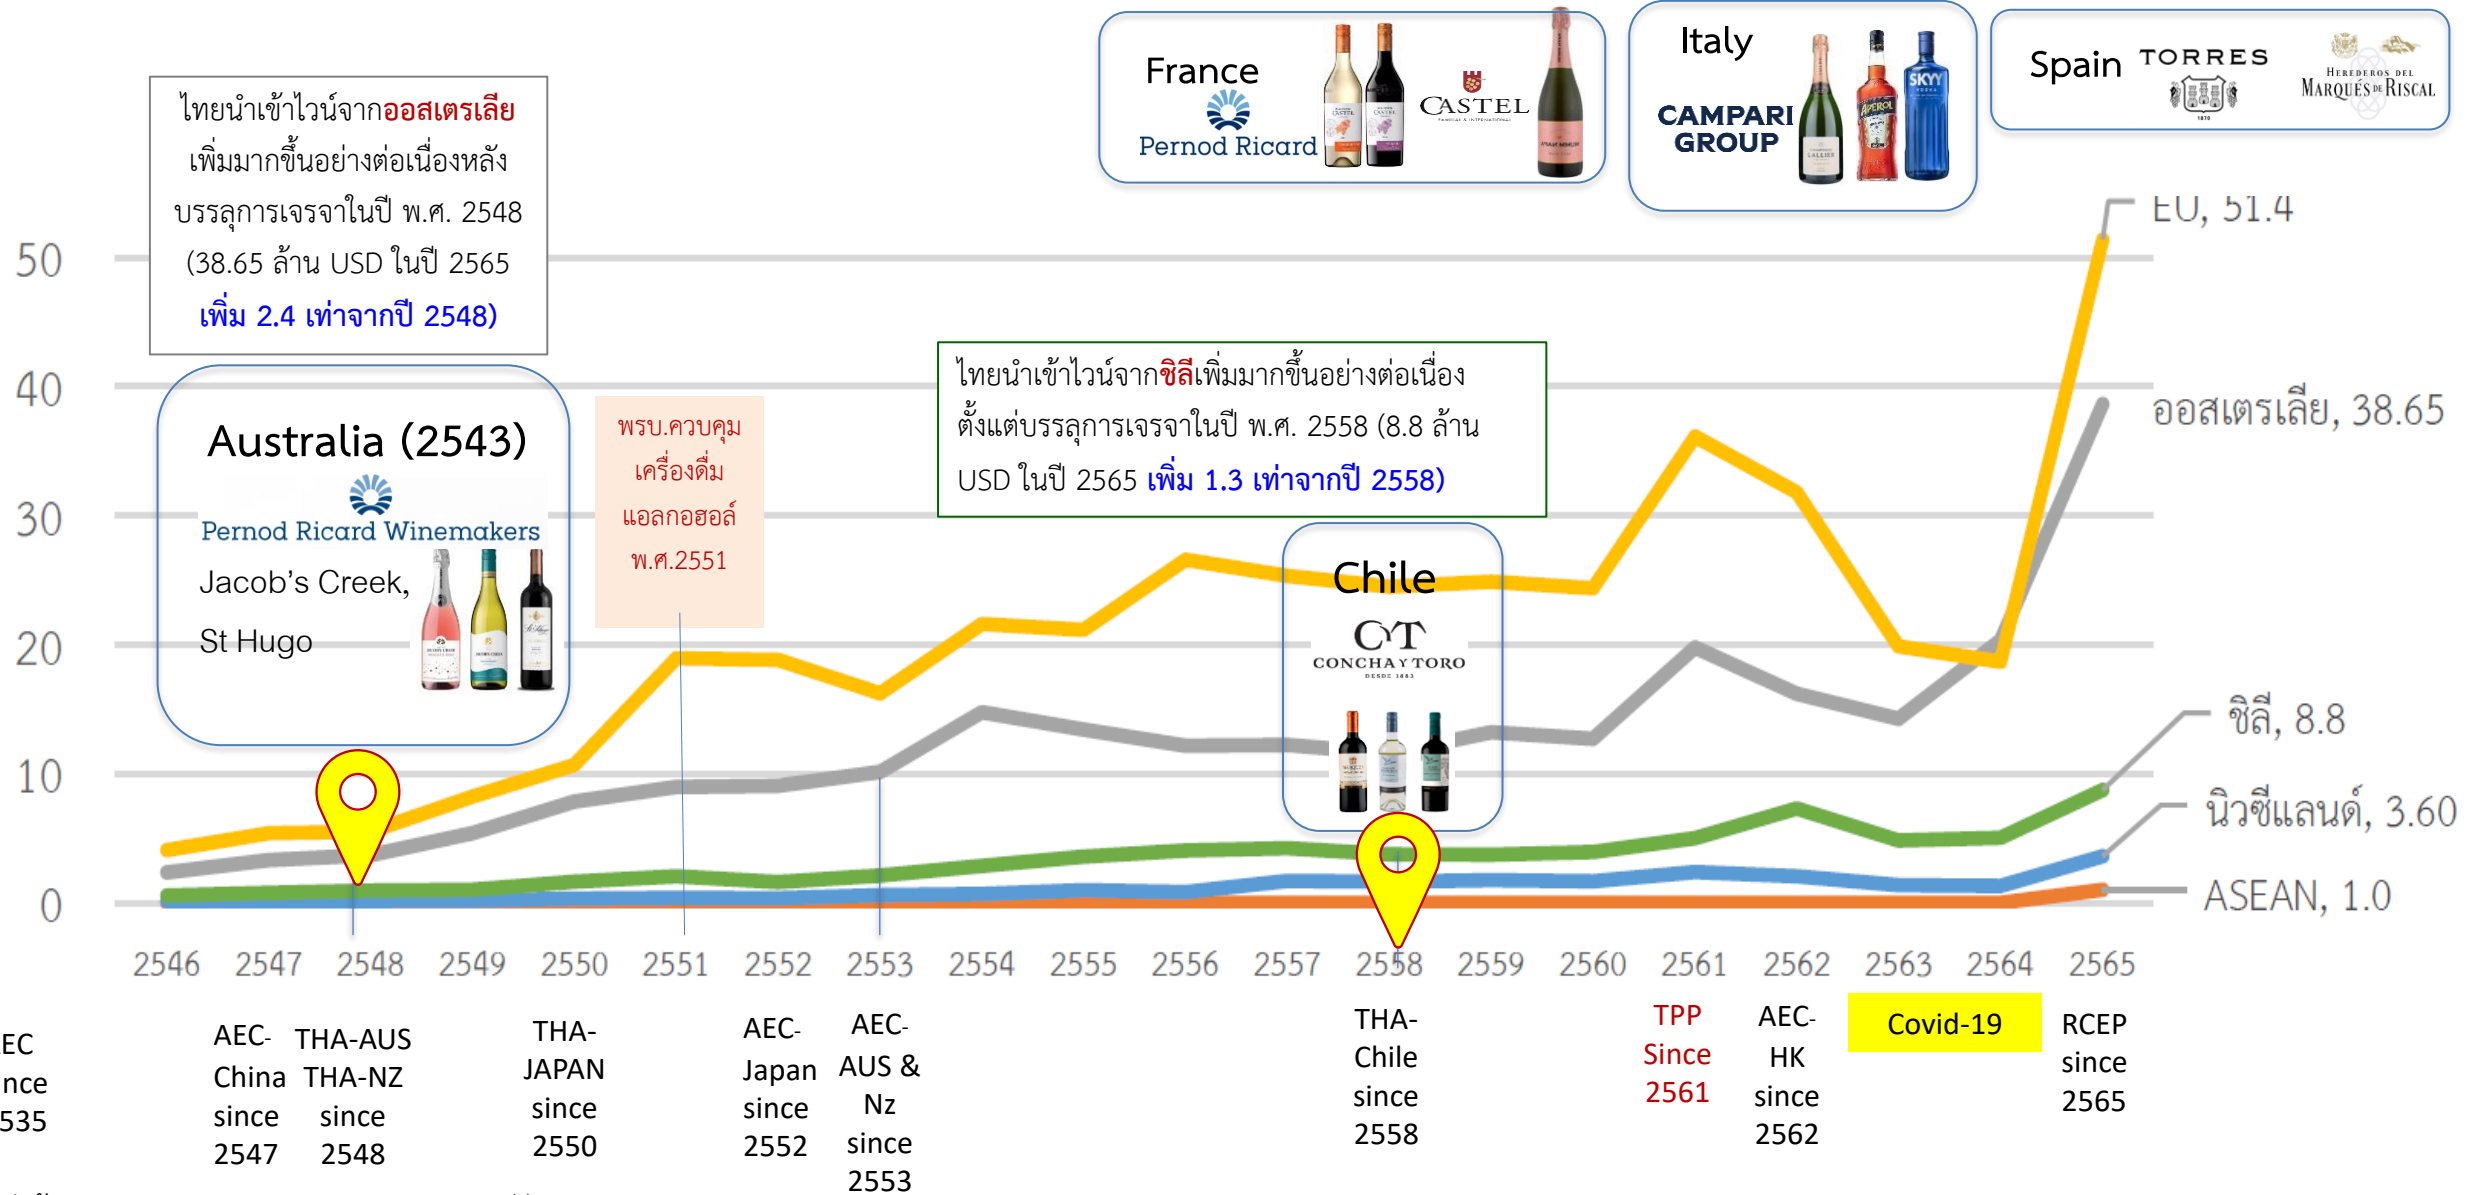 France
Pernod Ricard
CASTEL
Italy
CAMPARI
GROUP
LALLIER
APEROL
SKYY
VODKA
Spain
TORRES
1870
HEREDEROS DEL
MARQUÉS DE RISCAL
ไทยนำเข้าไวน์จากออสเตรเลีย
เพิ่มมากขึ้นอย่างต่อเนื่องหลัง
บรรลุการเจรจาในปี พ.ศ. 2548
(38.65 ล้าน USD ในปี 2565
เพิ่ม 2.4 เท่าจากปี 2548)
Australia (2543)
Pernod Ricard Winemakers
Jacob's Creek,
St Hugo
พรบ.ควบคุม
เครื่องดื่ม
แอลกอฮอล์
พ.ศ.2551
ไทยนำเข้าไวน์จากชิลีเพิ่มมากขึ้นอย่างต่อเนื่อง
ตั้งแต่บรรลุการเจรจาในปี พ.ศ. 2558 (8.8 ล้าน
USD ในปี 2565 เพิ่ม 1.3 เท่าจากปี 2558)
Chile
CYT
CONCHA Y TORO
DESDE 1883
50
40
30
20
10
0
EU, 51.4
ออสเตรเลีย, 38.65
ชิลี, 8.8
นิวซีแลนด์, 3.60
ASEAN, 1.0
2546 2547 2548 2549 2550 2551 2552 2553 2554 2555 2556 2557 2558 2559 2560 2561 2562 2563 2564 2565
EC
nce
535
AEC-
China
since
2547
THA-AUS
THA-NZ
since
2548
THA-
JAPAN
since
2550
AEC-
Japan
since
2552
AEC-
AUS &
Nz
since
2553
THA-
Chile
since
2558
TPP
Since
2561
AEC-
HK
since
2562
Covid-19
RCEP
since
2565